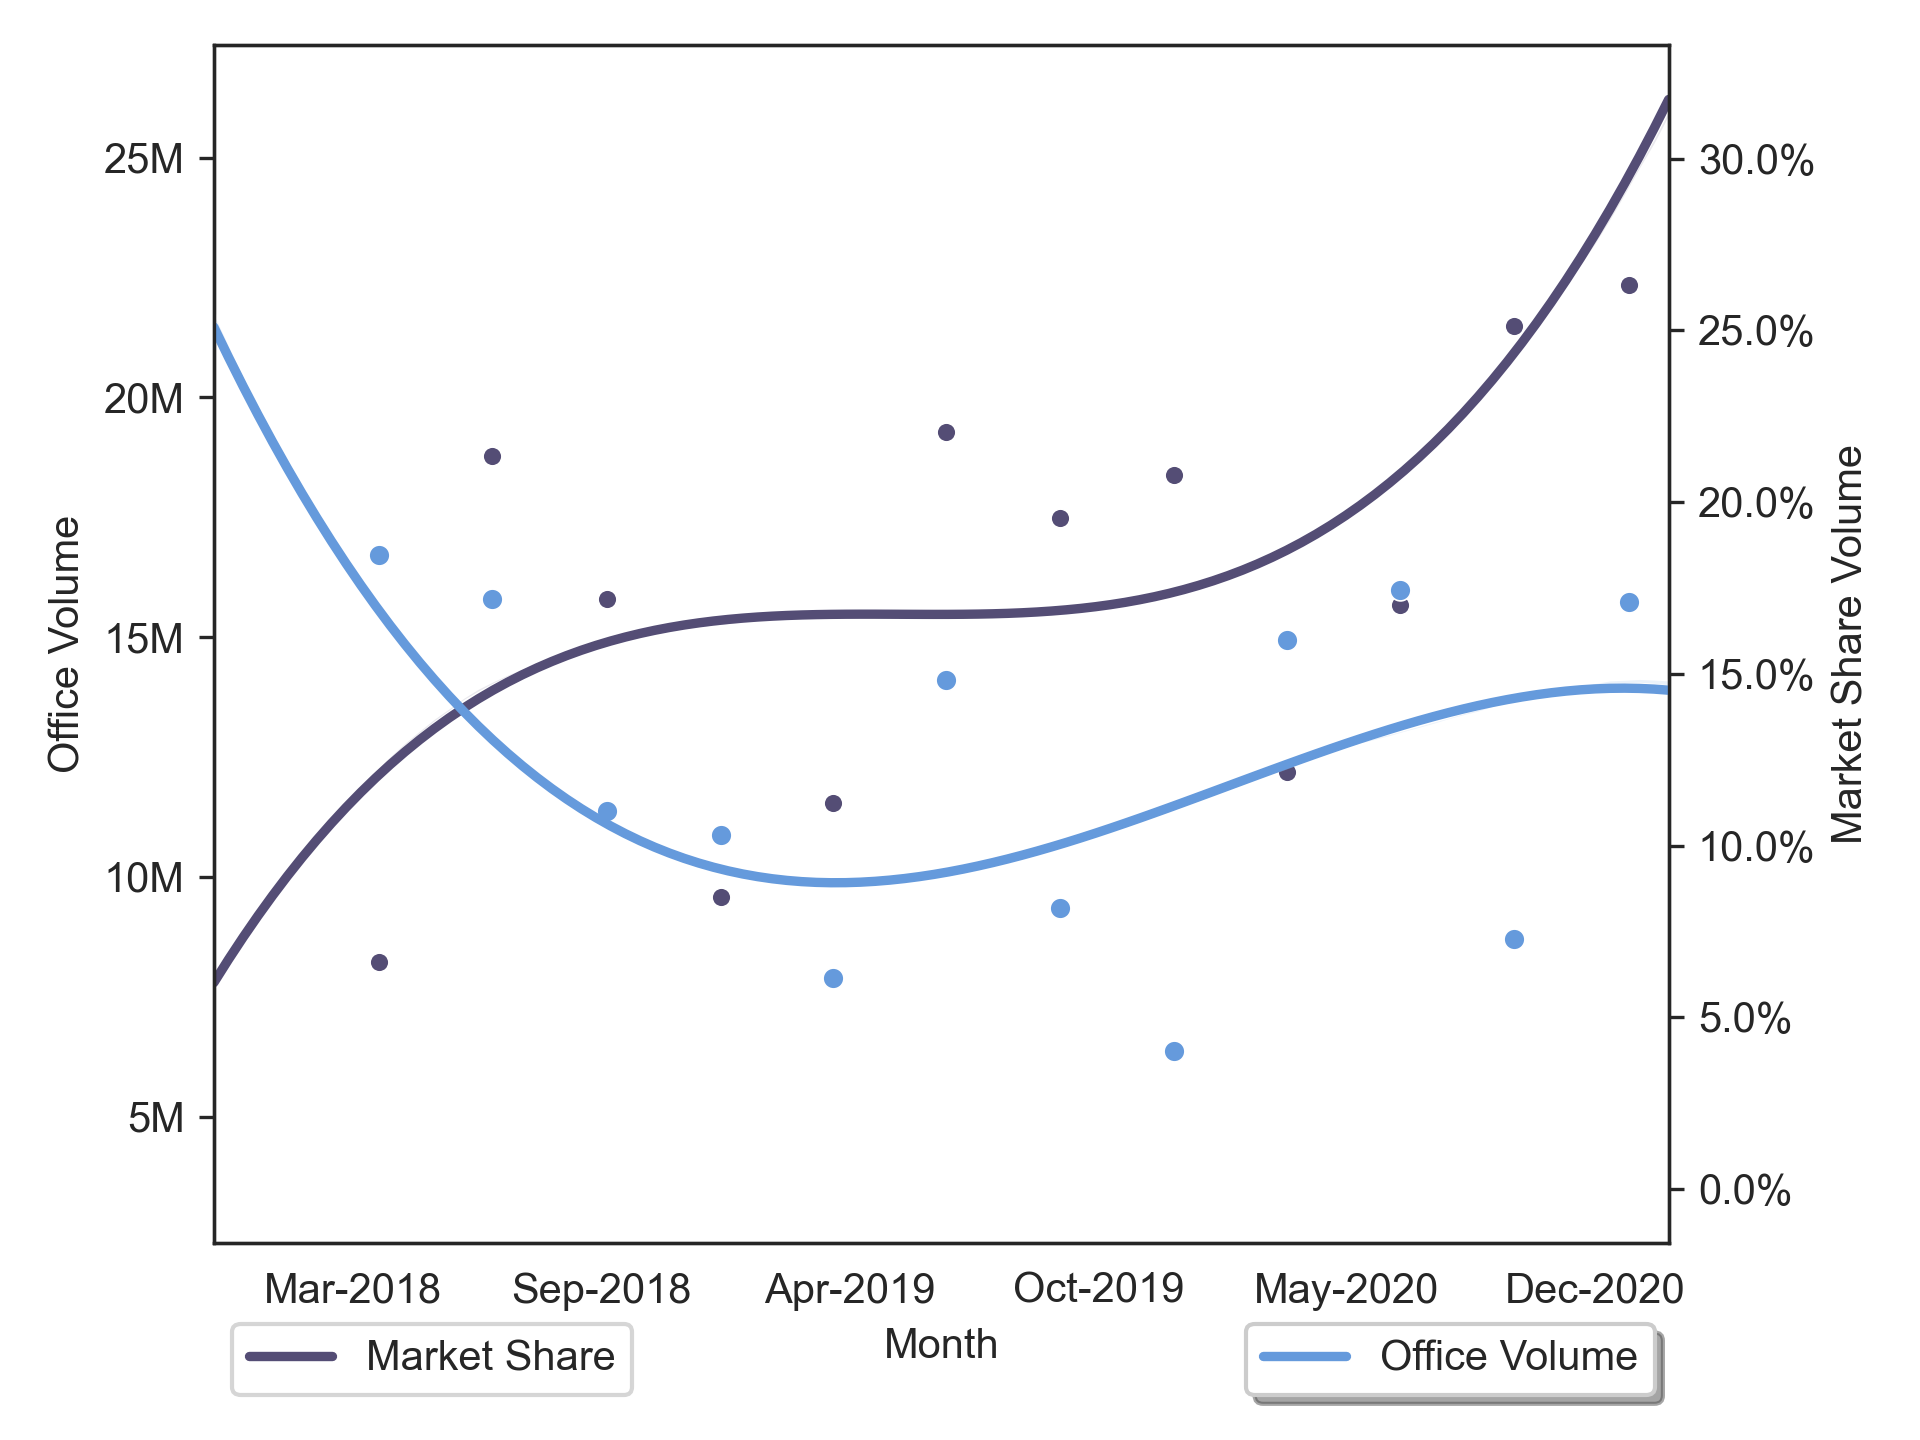 25M
20M
15M
10M
5M
Office Volume
30.0%
25.0%
20.0%
15.0%
10.0%
5.0%
0.0%
Market Share Volume
Mar-2018 Sep-2018 Apr-2019 Oct-2019 May-2020 Dec-2020
Month
Market Share
Office Volume